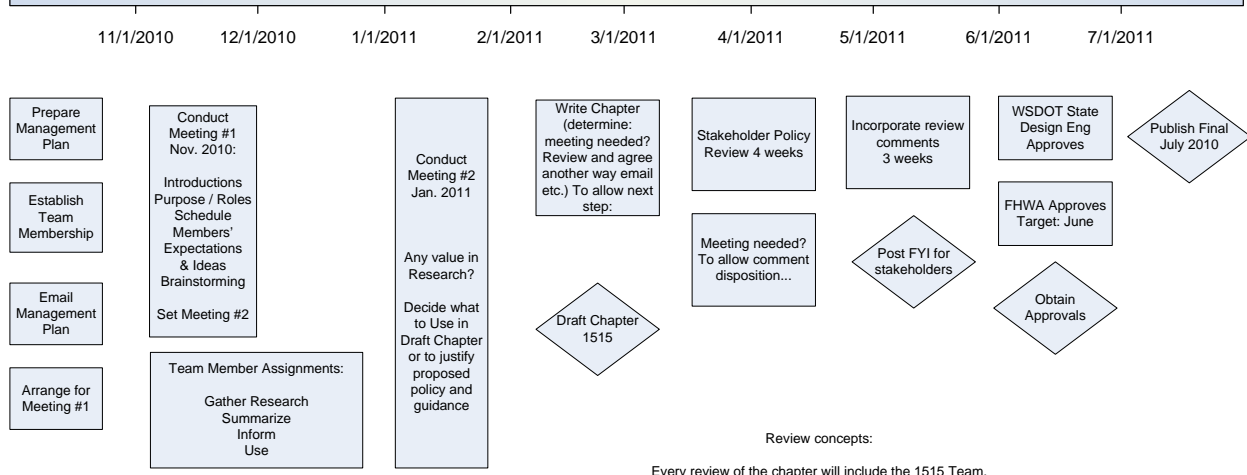 11/1/2010
12/1/2010
1/1/2011
2/1/2011
3/1/2011
4/1/2011
5/1/2011
6/1/2011
7/1/2011
Prepare
Management
Plan
Establish
Team
Membership
Email
Management
Plan
Arrange for
Meeting #1
Conduct
Meeting #1
Nov. 2010:
Introductions
Purpose / Roles
Schedule
Members'
Expectations
& Ideas
Brainstorming
Set Meeting #2
Team Member Assignments:
Gather Research
Summarize
Inform
Use
Conduct
Meeting #2
Jan. 2011
Any value in
Research?
Decide what
to Use in
Draft Chapter
or to justify
proposed
policy and
guidance
Write Chapter
(determine:
meeting needed?
Review and agree
another way email
etc.) To allow next
step:
Draft Chapter
1515
Stakeholder Policy
Review 4 weeks
Meeting needed?
To allow comment
disposition...
Incorporate review
comments
3 weeks
Post FYI for
stakeholders
WSDOT State
Design Eng
Approves
FHWA Approves
Target: June
Obtain
Approvals
Publish Final
July 2010
Review concepts:
Every review of the chapter will include the 1515 Team.